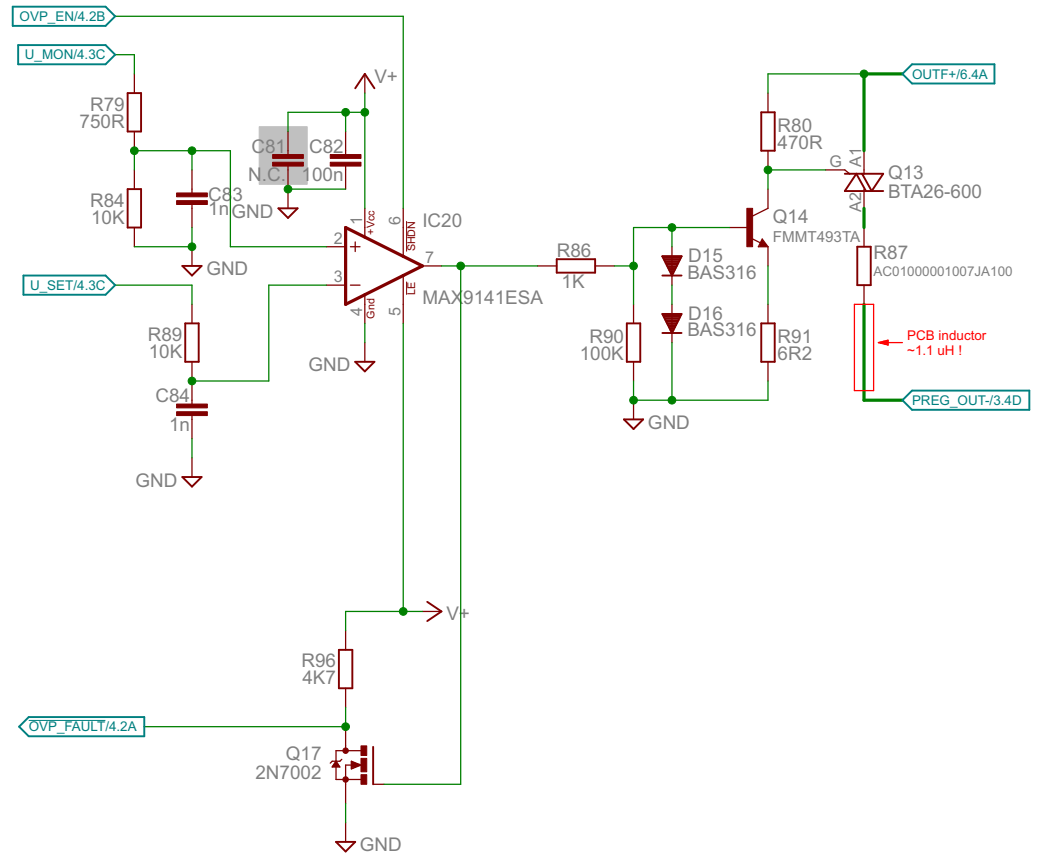 OVP_EN/4.2B
U_MON/4.3C
V+
OUTF+/6.4A
R79
750R
C81
N.C.
C82
100n
R80
470R
G
A1
A2
Q13
BTA26-600
R84
10K
C83
1n
GND
GND
IC20
1
+Vcc
6
SHDN
2
+
3
−
7
4
Gnd
5
LE
MAX9141ESA
GND
U_SET/4.3C
R89
10K
C84
1n
GND
R86
1K
D15
BAS316
D16
BAS316
R90
100K
GND
Q14
FMMT493TA
R91
6R2
R87
AC01000001007JA100
PCB inductor
~1.1 uH !
PREG_OUT-/3.4D
V+
R96
4K7
OVP_FAULT/4.2A
Q17
2N7002
GND